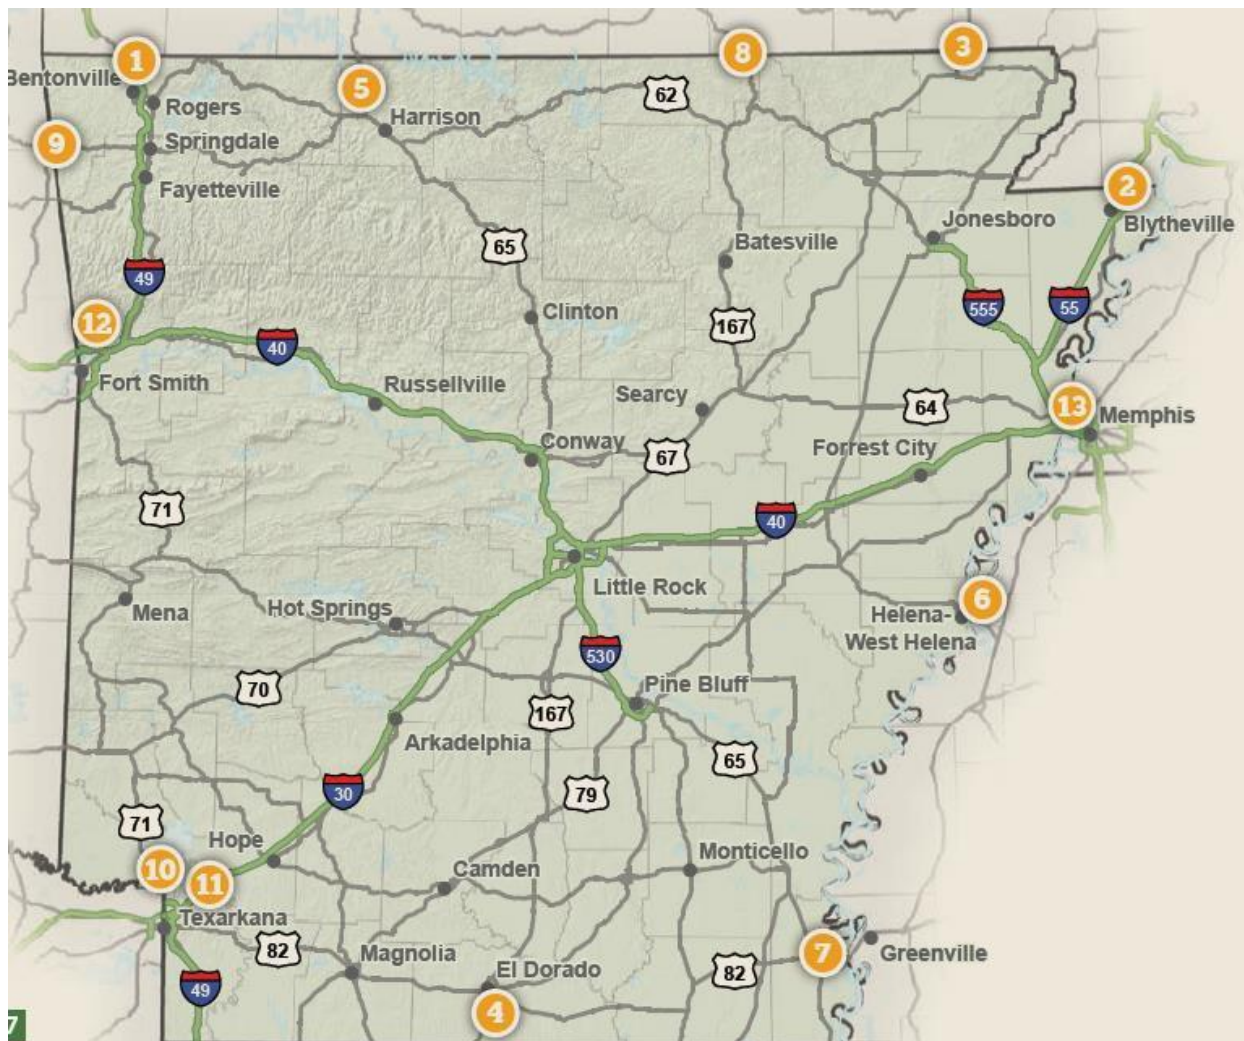 1
8
3
5
Bentonville
Rogers
62
Harrison
9
Springdale
Fayetteville
2
Jonesboro
Blytheville
65
Batesville
49
555
55
12
Clinton
167
40
Fort Smith
Russellville
Searcy
64
13
Memphis
Conway
67
Forrest City
71
40
Little Rock
Mena
Hot Springs
6
Helena-
West Helena
530
70
Pine Bluff
167
Arkadelphia
65
30
79
71
Hope
10
11
Camden
Monticello
Texarkana
82
Magnolia
El Dorado
82
7
Greenville
49
4
7